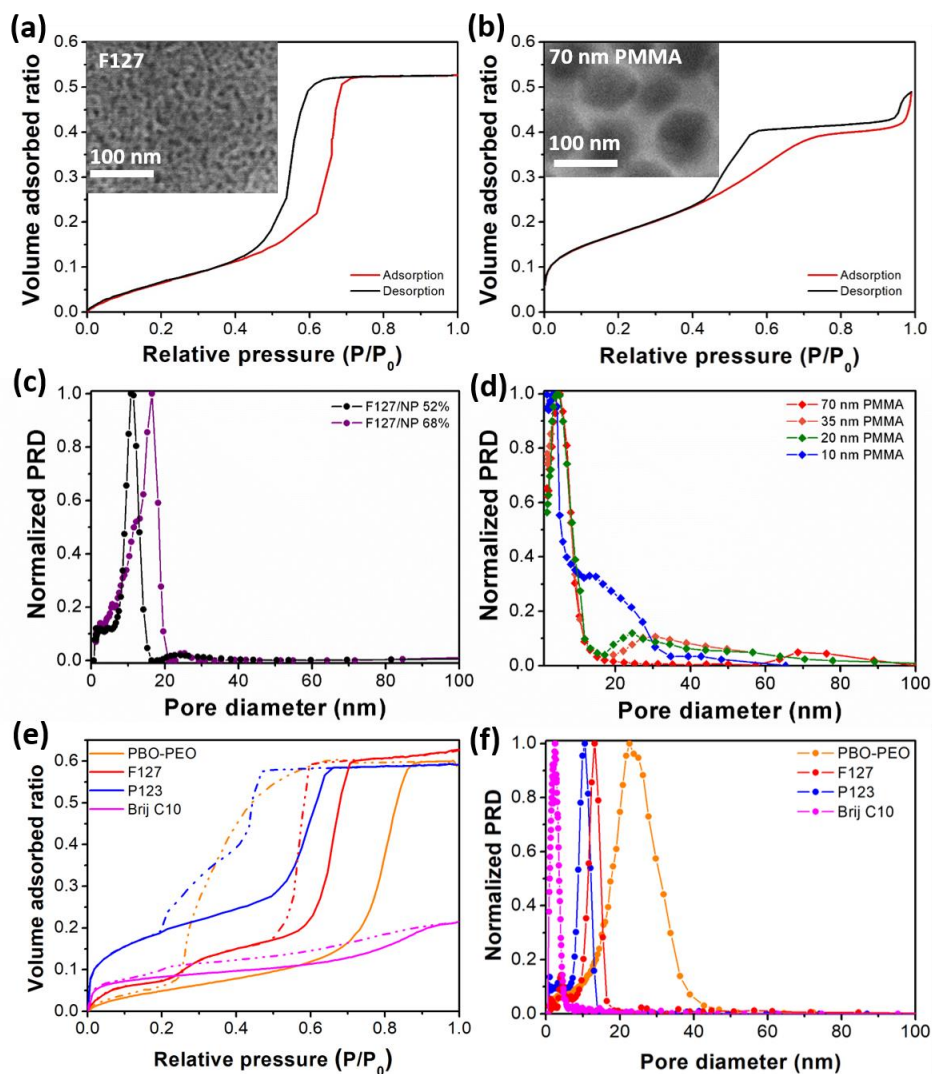 (a)
Volume adsorbed ratio
0.6
0.5
0.4
0.3
0.2
0.1
0.0
F127
100 nm
Adsorption
Desorption
0.0 0.2 0.4 0.6 0.8 1.0
Relative pressure (P/P0)
(b)
Volume adsorbed ratio
0.6
0.5
0.4
0.3
0.2
0.1
0.0
70 nm PMMA
100 nm
Adsorption
Desorption
0.0 0.2 0.4 0.6 0.8 1.0
Relative pressure (P/P0)
(c)
Normalized PRD
1.0
0.8
0.6
0.4
0.2
0.0
F127/NP 52%
F127/NP 68%
0 20 40 60 80 100
Pore diameter (nm)
(d)
Normalized PRD
1.0
0.8
0.6
0.4
0.2
0.0
70 nm PMMA
35 nm PMMA
20 nm PMMA
10 nm PMMA
20 40 60 80 100
Pore diameter (nm)
(e)
Volume adsorbed ratio
0.6
0.5
0.4
0.3
0.2
0.1
0.0
PBO-PEO
F127
P123
Brij C10
0.0 0.2 0.4 0.6 0.8 1.0
Relative pressure (P/P0)
(f)
Normalized PRD
1.0
0.8
0.6
0.4
0.2
0.0
PBO-PEO
F127
P123
Brij C10
0 20 40 60 80 100
Pore diameter (nm)